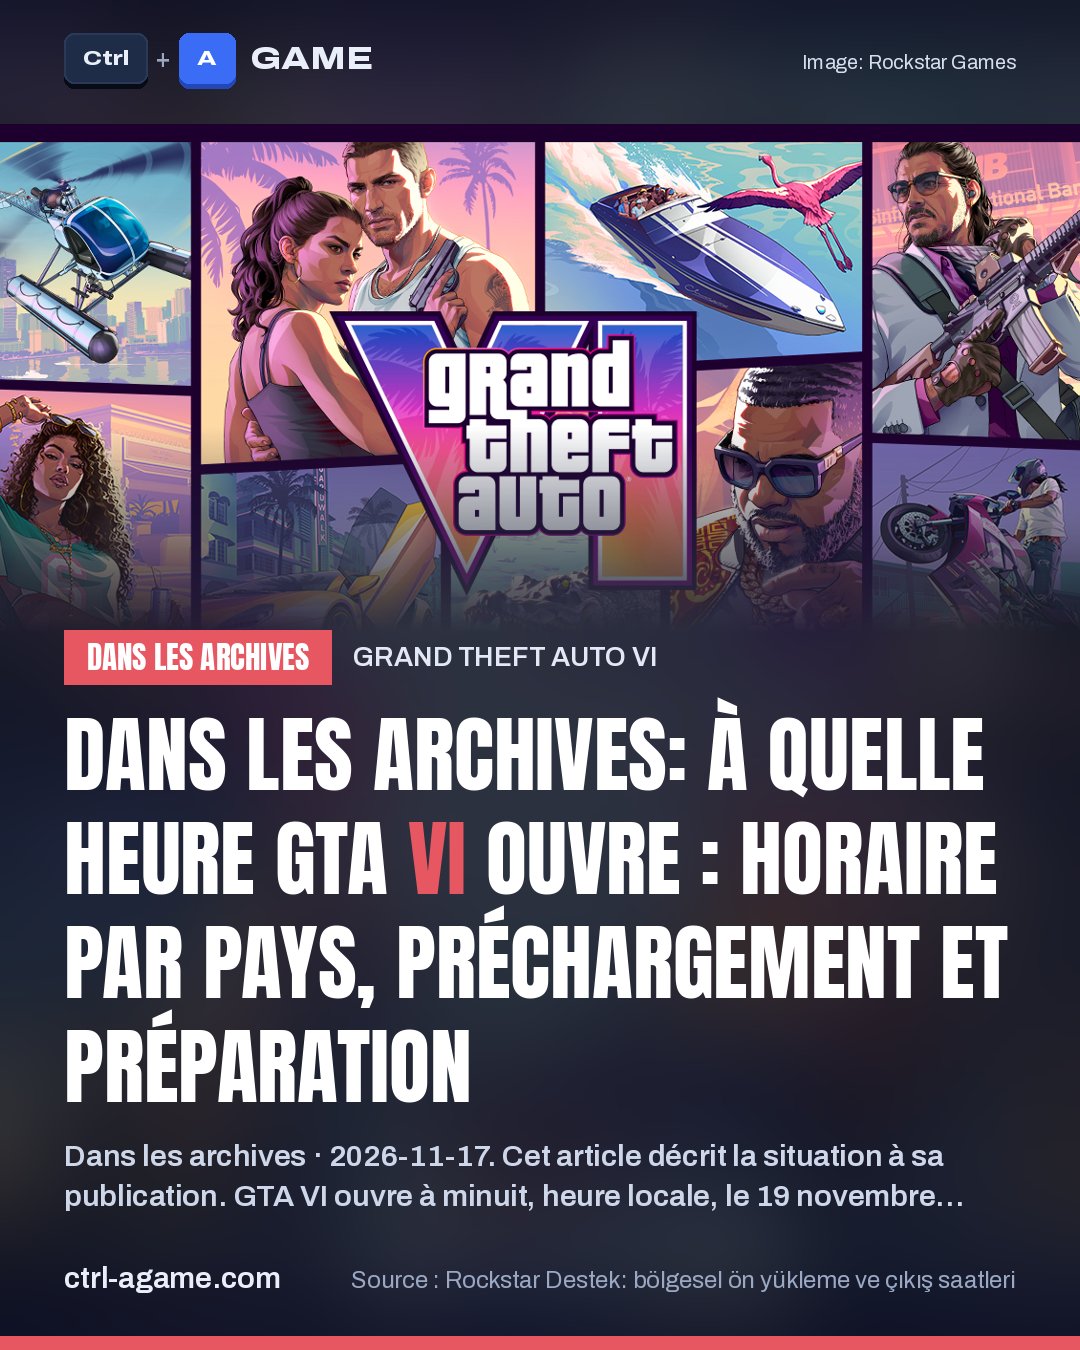 Ctrl + A GAME
Image: Rockstar Games
grand
theft
auto
VI
DANS LES ARCHIVES
GRAND THEFT AUTO VI
DANS LES ARCHIVES: À QUELLE
HEURE GTA VI OUVRE : HORAIRE
PAR PAYS, PRÉCHARGEMENT ET
PRÉPARATION
Dans les archives · 2026-11-17. Cet article décrit la situation à sa
publication. GTA VI ouvre à minuit, heure locale, le 19 novembre...
ctrl-agame.com
Source : Rockstar Destek: bölgesel ön yükleme ve çıkış saatleri